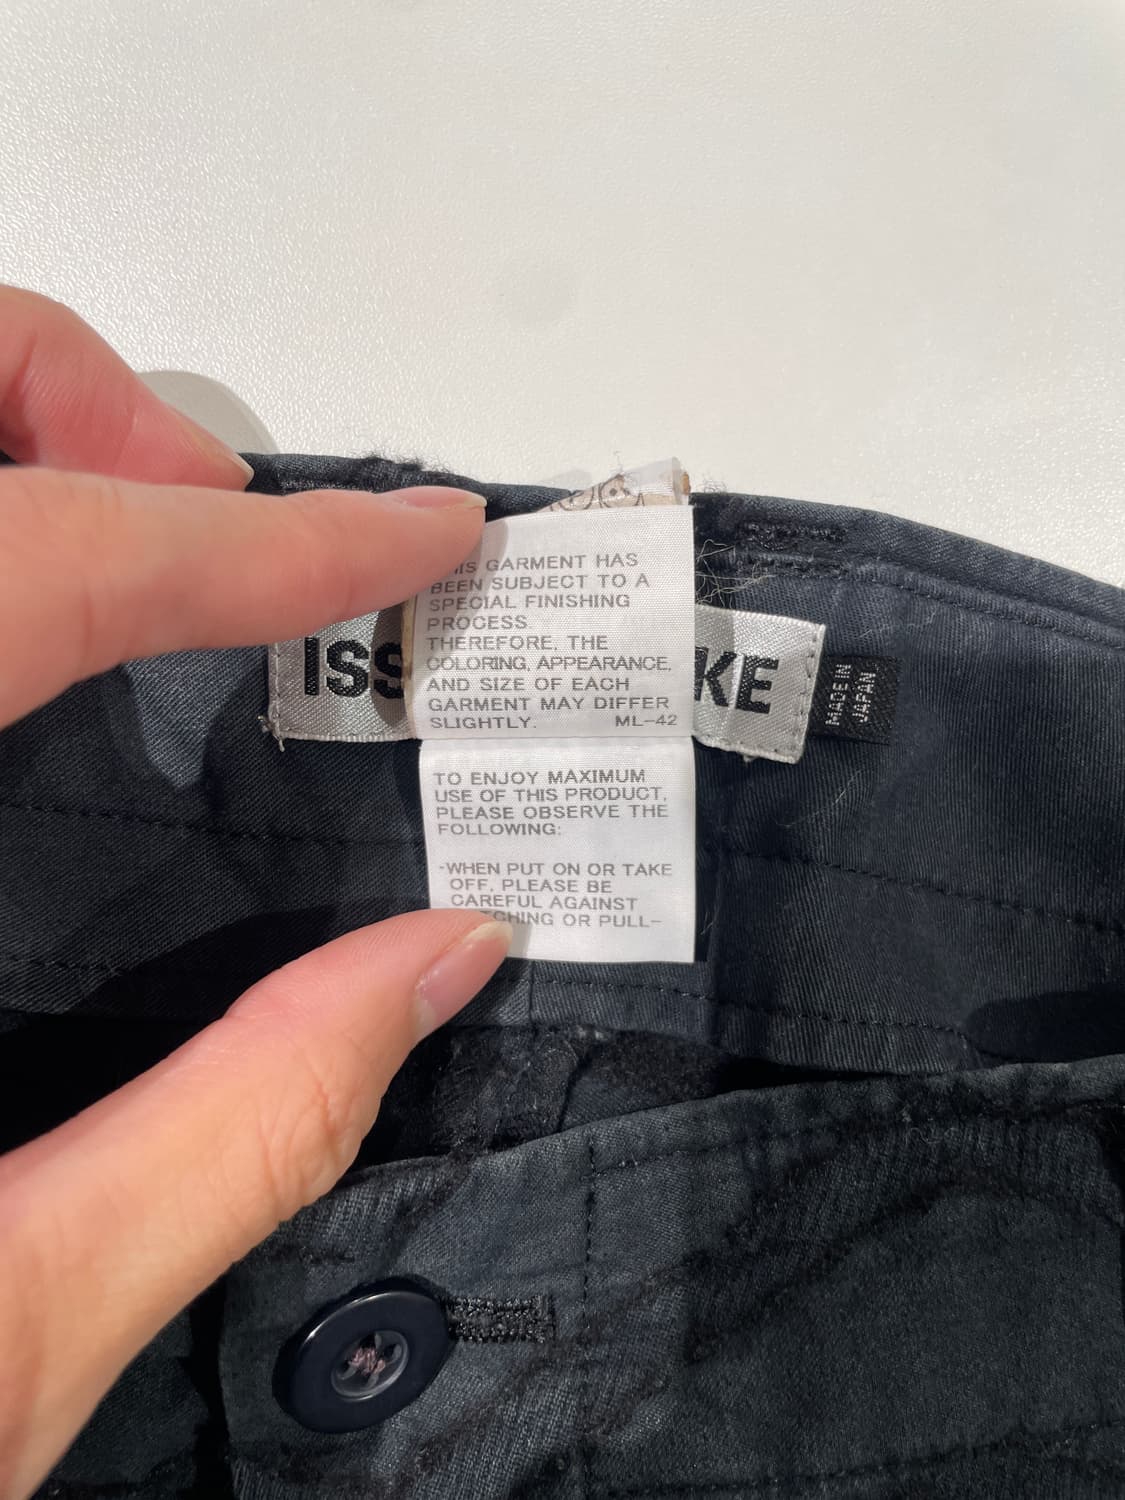 GARMENT HAS
BEEN SUBJECT TO A
SPECIAL FINISHING
PROCESS.
THEREFORE, THE
COLORING, APPEARANCE,
AND SIZE OF EACH
GARMENT MAY DIFFER
SLIGHTLY. ML-42
ISS
KE
MADE IN
JAPAN
TO ENJOY MAXIMUM
USE OF THIS PRODUCT,
PLEASE OBSERVE THE
FOLLOWING:
-WHEN PUT ON OR TAKE
OFF, PLEASE BE
CAREFUL AGAINST
OR PULL-